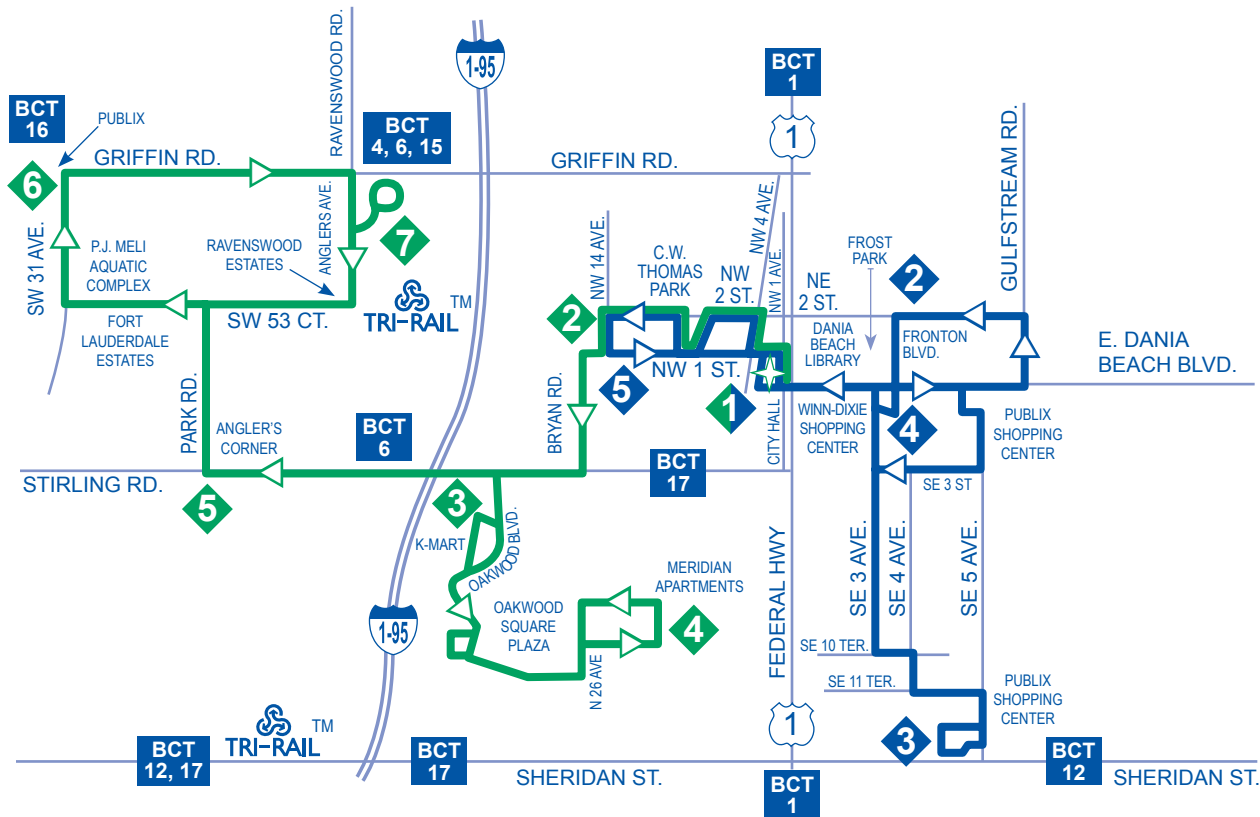 RAVENSWOOD RD.
1-95
BCT
1
1
BCT
16
PUBLIX
BCT
4, 6, 15
GRIFFIN RD.
GRIFFIN RD.
GULFSTREAM RD.
6
ANGLERS AVE.
7
NW 14 AVE.
NW 4 AVE.
NW 1 AVE.
SW 31 AVE.
P.J. MELI
AQUATIC
COMPLEX
RAVENSWOOD
ESTATES
C.W.
THOMAS
PARK
NW
2 ST.
NE
2 ST.
FROST
PARK
2
TRI-RAIL TM
SW 53 CT.
2
FORT
LAUDERDALE
ESTATES
DANIA
BEACH
LIBRARY
FRONTON
BLVD.
E. DANIA
BEACH BLVD.
NW 1 ST.
5
1
CITY HALL
WINN-DIXIE
SHOPPING
CENTER
4
PUBLIX
SHOPPING
CENTER
PARK RD.
ANGLER'S
CORNER
BCT
6
BRYAN RD.
BCT
17
SE 3 ST
STIRLING RD.
5
3
K-MART
OAKWOOD BLVD.
FEDERAL HWY
SE 3 AVE.
SE 4 AVE.
SE 5 AVE.
MERIDIAN
APARTMENTS
1-95
OAKWOOD
SQUARE
PLAZA
4
N 26 AVE
SE 10 TER.
SE 11 TER.
PUBLIX
SHOPPING
CENTER
1
3
TRI-RAIL TM
BCT
12, 17
BCT
17
SHERIDAN ST.
BCT
1
BCT
12
SHERIDAN ST.